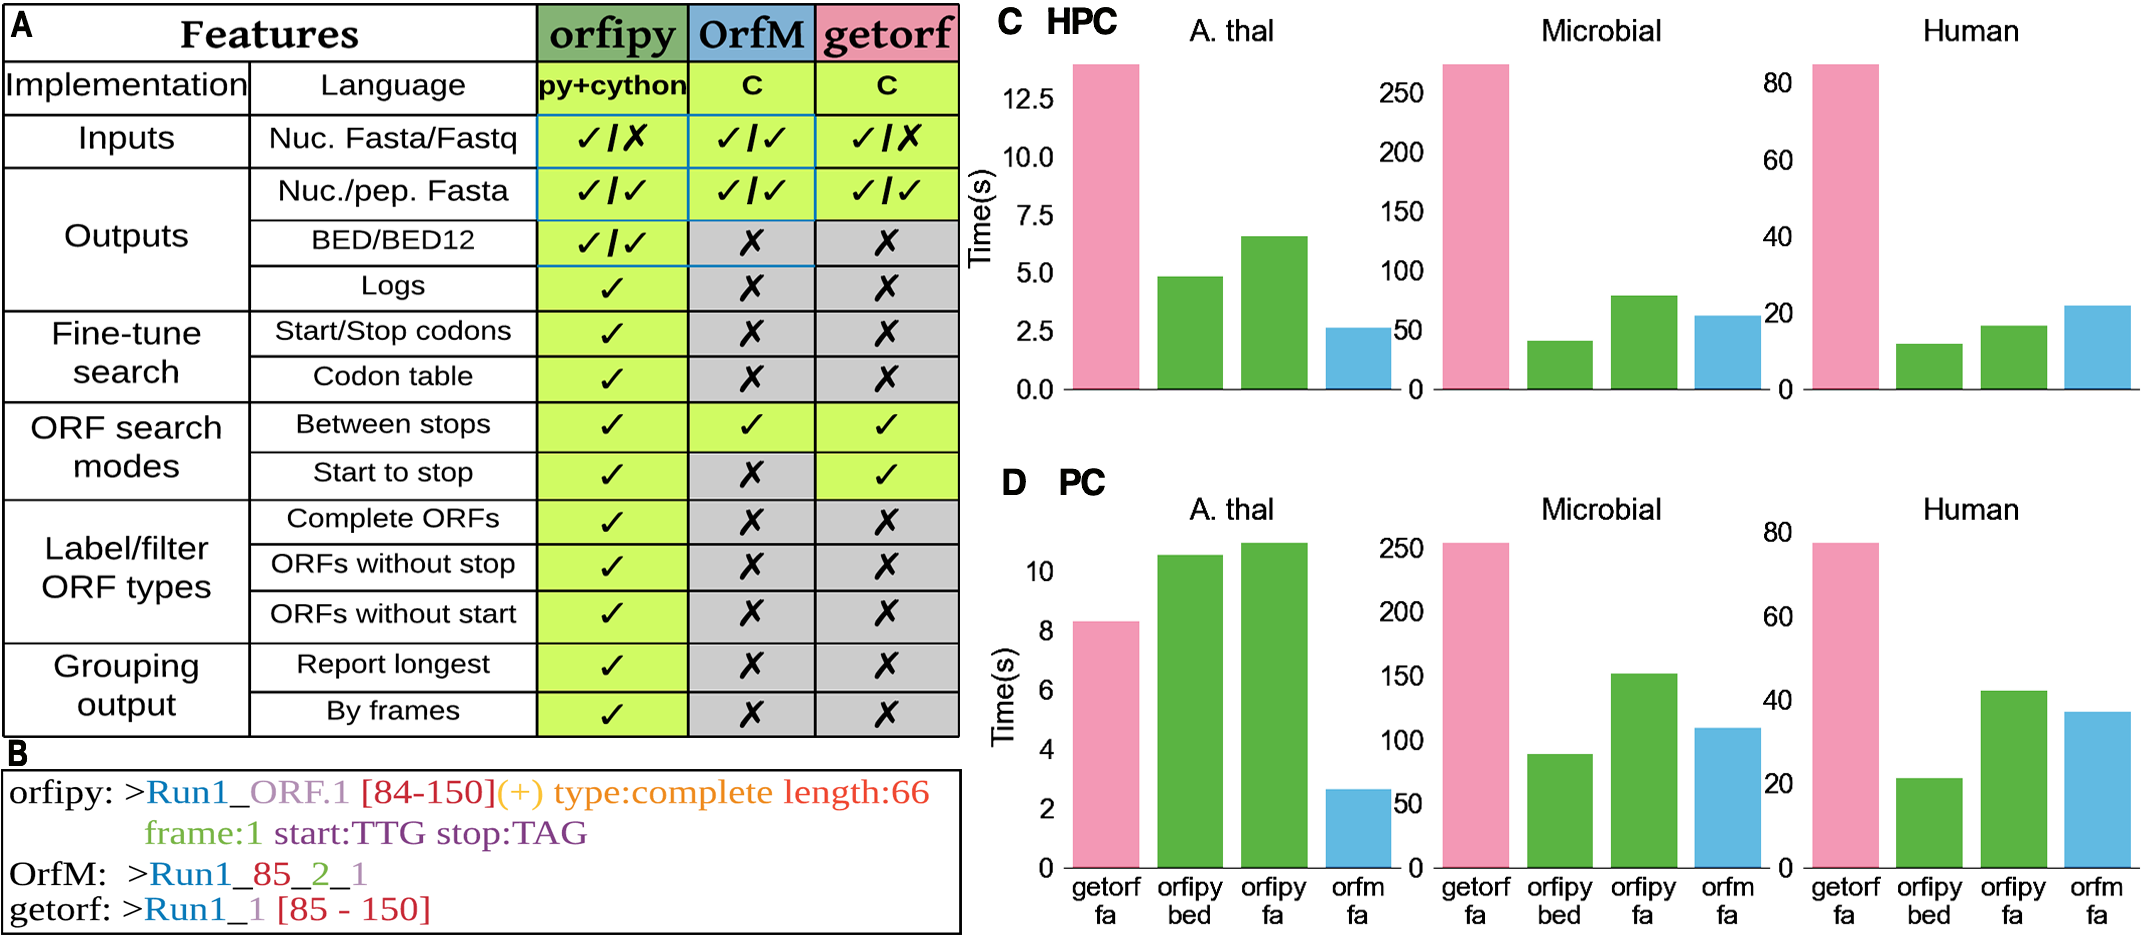 A
Features orfipy OrfM getorf
Implementation Language py+cython C C
Inputs Nuc. Fasta/Fastq ✓/✗ ✓/✓ ✓/✗
Outputs
Nuc./pep. Fasta ✓/✓ ✓/✓ ✓/✓
BED/BED12 ✓/✓ ✗ ✗
Logs ✓ ✗ ✗
Fine-tune
search
Start/Stop codons ✓ ✗ ✗
Codon table ✓ ✗ ✗
ORF search
modes
Between stops ✓ ✓ ✓
Start to stop ✓ ✗ ✓
Label/filter
ORF types
Complete ORFs ✓ ✗ ✗
ORFs without stop ✓ ✗ ✗
ORFs without start ✓ ✗ ✗
Grouping
output
Report longest ✓ ✗ ✗
By frames ✓ ✗ ✗
B
orfipy: >Run1_ORF.1 [84-150](+) type:complete length:66
frame:1 start:TTG stop:TAG
OrfM: >Run1_85_2_1
getorf: >Run1_1 [85 - 150]
C HPC
Time(s)
A. thal
12.5
10.0
7.5
5.0
2.5
0.0
Microbial
250
200
150
100
50
0
Human
80
60
40
20
0
D PC
Time(s)
A. thal
10
8
6
4
2
0
getorf orfipy orfipy orfm
fa bed fa fa
Microbial
250
200
150
100
50
0
getorf orfipy orfipy orfm
fa bed fa fa
Human
80
60
40
20
0
getorf orfipy orfipy orfm
fa bed fa fa